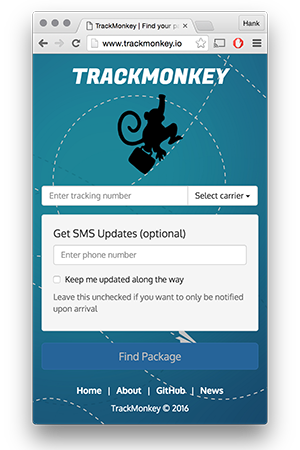 TrackMonkey | Find your p
Hank
www.trackmonkey.io
TRACKMONKEY
Enter tracking number
Select carrier
Get SMS Updates (optional)
Enter phone number
Keep me updated along the way
Leave this unchecked if you want to only be notified
upon arrival
Find Package
Home | About | GitHub | News
TrackMonkey © 2016